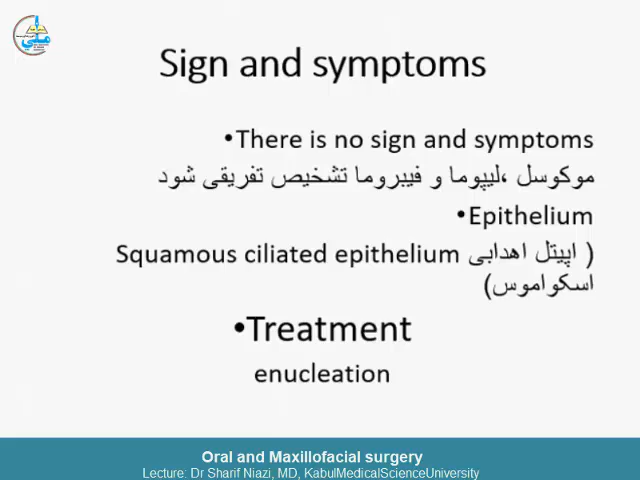 Sign and symptoms
•There is no sign and symptoms
موکوسل ،لیپوما و فیبروما تشخیص تفریقی شود
•Epithelium
Squamous ciliated epithelium اپیتل اهدابی )
اسکواموس)
•Treatment
enucleation
Oral and Maxillofacial surgery
Lecture: Dr Sharif Niazi, MD, KabulMedicalScienceUniversity